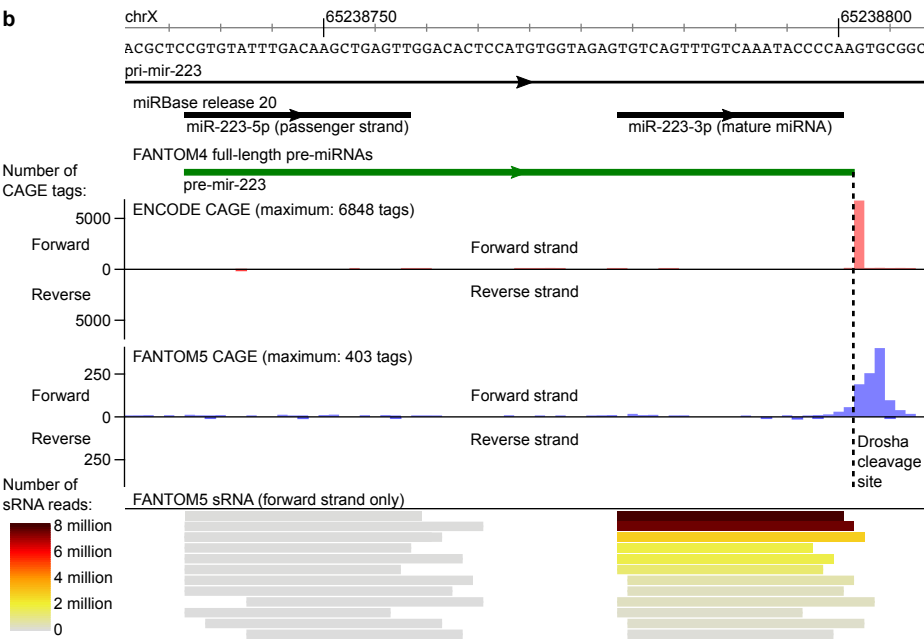 b
chrX
65238750
65238800
ACGCTCCGTGTATTTGACAAGCTGAGTTGGACACTCCATGTGGTAGAGTGTCAGTTTGTCAAATACCCCAAGTGCGGC
pri-mir-223
miRBase release 20
miR-223-5p (passenger strand)
miR-223-3p (mature miRNA)
FANTOM4 full-length pre-miRNAs
pre-mir-223
Number of
CAGE tags:
ENCODE CAGE (maximum: 6848 tags)
5000
Forward
Forward strand
0
Reverse
Reverse strand
5000
FANTOM5 CAGE (maximum: 403 tags)
250
Forward
Forward strand
0
Reverse
Reverse strand
250
Drosha
cleavage
site
Number of
sRNA reads:
FANTOM5 sRNA (forward strand only)
8 million
6 million
4 million
2 million
0